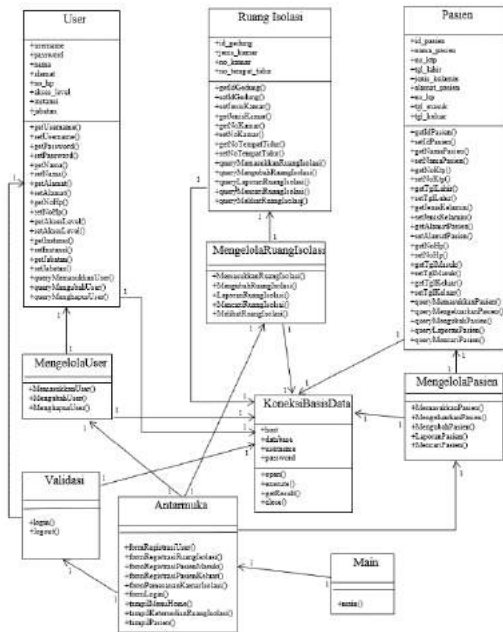 User
+username
+password
+nama
+alamat
+no_hp
+akses_level
+instansi
+jabatan
+getUsername()
+setUsername()
+getPassword()
+setPassword()
+getNama()
+setNama()
+getAlamat()
+setAlamat()
+getNoHp()
+setNoHp()
+getAksesLevel()
+setAksesLevel()
+getInstansi()
+setInstansi()
+getJabatan()
+setJabatan()
+queryMemasukkanUser()
+queryMengubahUser()
+queryMenghapusUser()
Ruang Isolasi
+id_gedung
+jenis_kamar
+no_kamar
+no_tempat_tidur
+getIdGedung()
+setIdGedung()
+setJenisKamar()
+getJenisKamar()
+getNoKamar()
+setNoKamar()
+getNoTempatTidur()
+setNoTempatTidur()
+queryMemasukkanRuangIsolasi()
+queryMengubahRuangIsolasi()
+queryLaporanRuangIsolasi()
+queryMencariRuangIsolasi()
+queryMelihatRuangIsolasi()
Pasien
+id_pasien
+nama_pasien
+no_ktp
+tgl_lahir
+jenis_kelamin
+alamat_pasien
+no_hp
+tgl_masuk
+tgl_keluar
+getIdPasien()
+setIdPasien()
+getNamaPasien()
+setNamaPasien()
+getNoKtp()
+setNoKtp()
+getTglLahir()
+setTglLahir()
+getJenisKelamin()
+setJenisKelamin()
+getAlamatPasien()
+setAlamatPasien()
+getNoHp()
+setNoHp()
+getTglMasuk()
+setTglMasuk()
+getTglKeluar()
+setTglKeluar()
+queryMemasukkanPasien()
+queryMengeluarkanPasien()
+queryMengubahPasien()
+queryLaporanPasien()
+queryMencariPasien()
MengelolaRuangIsolasi
+MemasukkanRuangIsolasi()
+MengubahRuangIsolasi()
+LaporanRuangIsolasi()
+MencariRuangIsolasi()
+MelihatRuangIsolasi()
MengelolaUser
+MemasukkanUser()
+MengubahUser()
+MenghapusUser()
KoneksiBasisData
+host
+database
+username
+password
+open()
+execute()
+getResult()
+close()
MengelolaPasien
+MemasukkanPasien()
+MengeluarkanPasien()
+MengubahPasien()
+LaporanPasien()
+MencariPasien()
Validasi
+login()
+logout()
Antarmuka
+formRegistrasiUser()
+formRegistrasiRuangIsolasi()
+formRegistrasiPasienMasuk()
+formRegistrasiPasienKeluar()
+formPemesananKamarIsolasi()
+formLogin()
+tampilMenuHome()
+tampilKetersediaanRuangIsolasi()
+tampilPasien()
Main
+main()